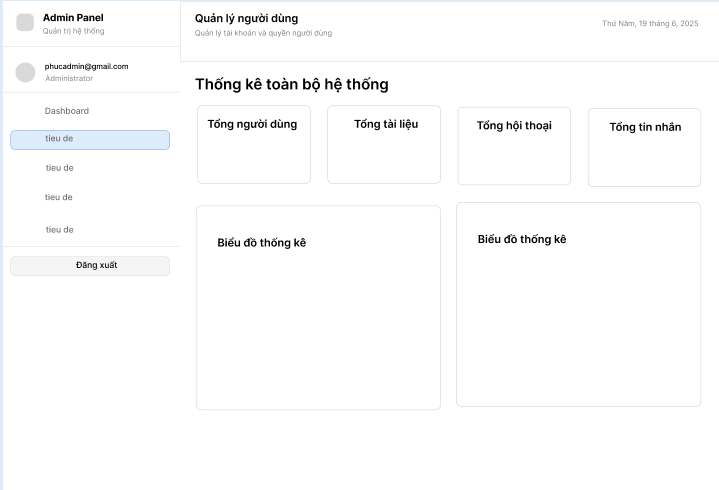 Admin Panel
Quản trị hệ thống
phucadmin@gmail.com
Administrator
Dashboard
tieu de
tieu de
tieu de
tieu de
Đăng xuất
Quản lý người dùng
Quản lý tài khoản và quyền người dùng
Thứ Năm, 19 tháng 6, 2025
Thống kê toàn bộ hệ thống
Tổng người dùng
Tổng tài liệu
Tổng hội thoại
Tổng tin nhắn
Biểu đồ thống kê
Biểu đồ thống kê